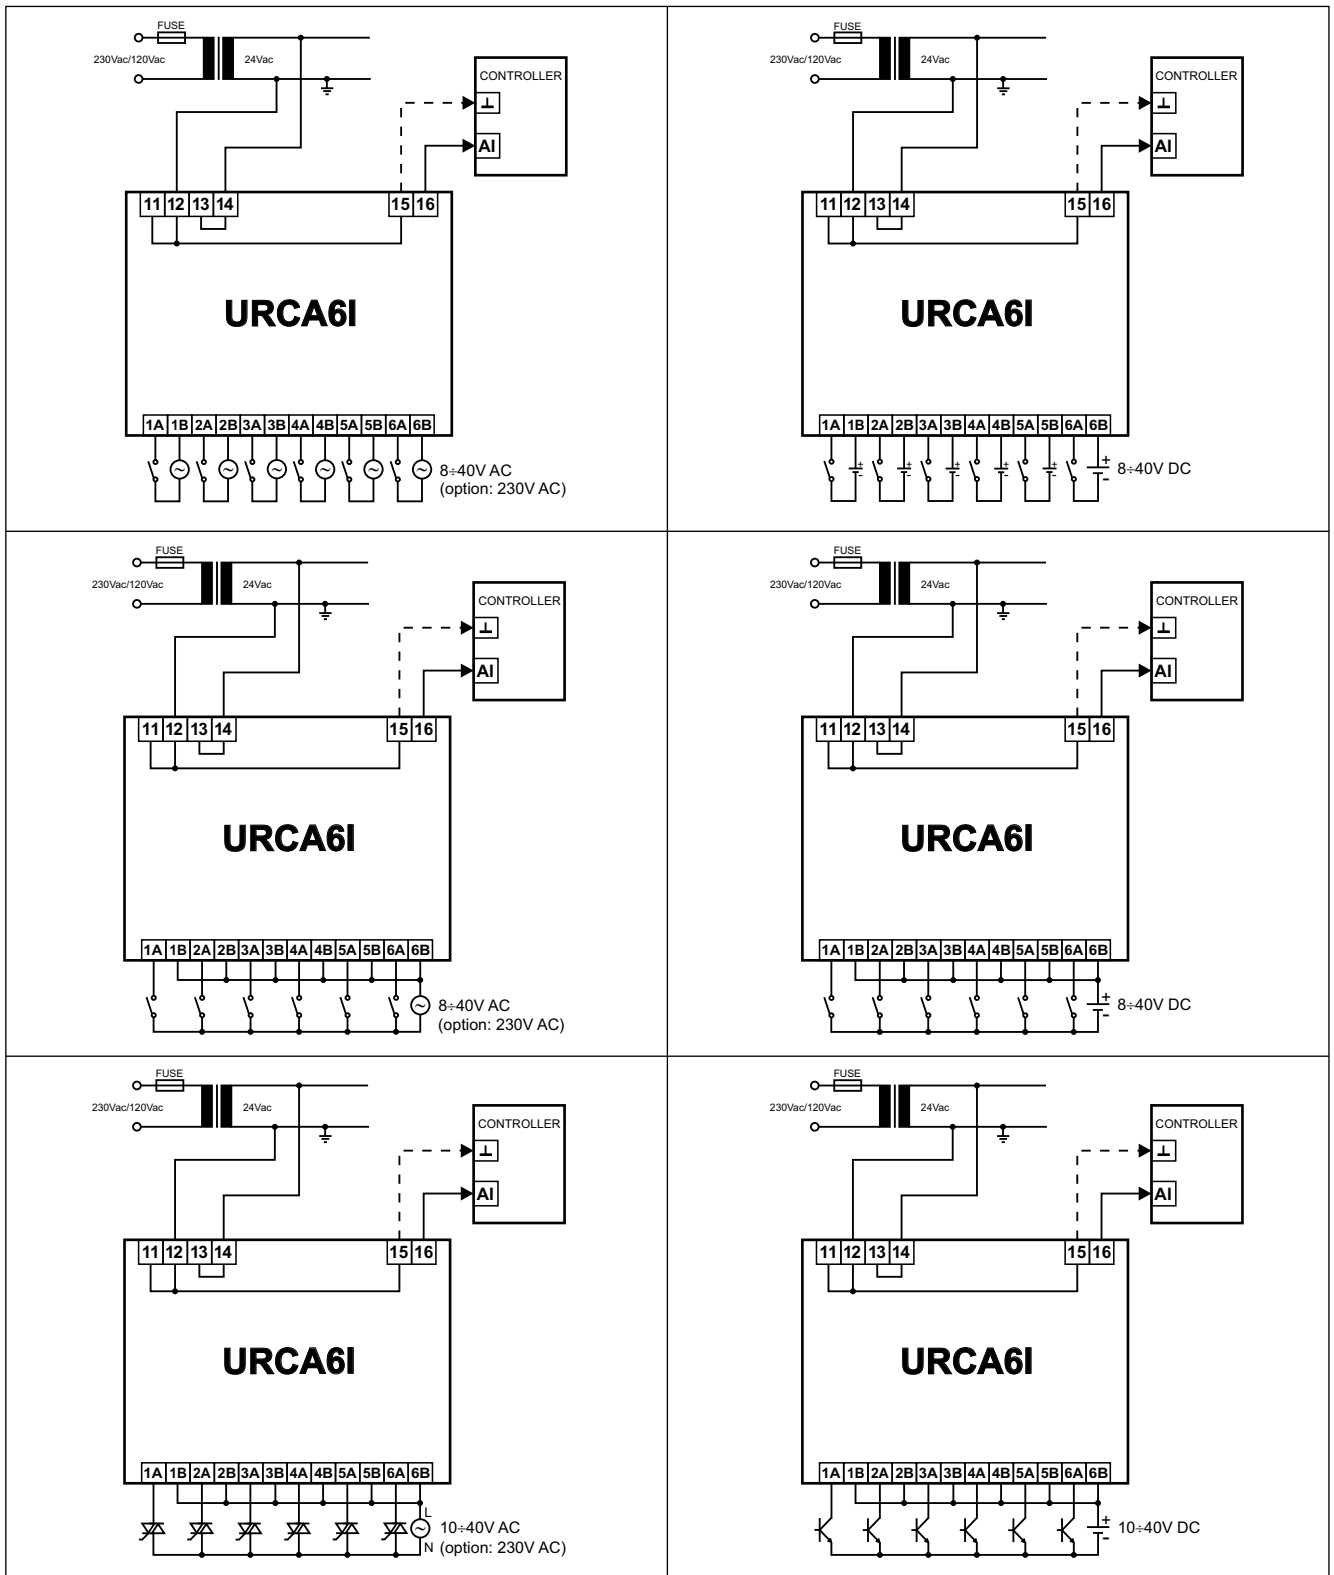 FUSE
230Vac/120Vac
24Vac
CONTROLLER
⊥
AI
11 12 13 14 15 16
URCA6I
1A 1B 2A 2B 3A 3B 4A 4B 5A 5B 6A 6B
8÷40V AC
(option: 230V AC)
FUSE
230Vac/120Vac
24Vac
CONTROLLER
⊥
AI
11 12 13 14 15 16
URCA6I
1A 1B 2A 2B 3A 3B 4A 4B 5A 5B 6A 6B
+ - + - + - + - + - + -
8÷40V DC
FUSE
230Vac/120Vac
24Vac
CONTROLLER
⊥
AI
11 12 13 14 15 16
URCA6I
1A 1B 2A 2B 3A 3B 4A 4B 5A 5B 6A 6B
8÷40V AC
(option: 230V AC)
FUSE
230Vac/120Vac
24Vac
CONTROLLER
⊥
AI
11 12 13 14 15 16
URCA6I
1A 1B 2A 2B 3A 3B 4A 4B 5A 5B 6A 6B
+ -
8÷40V DC
FUSE
230Vac/120Vac
24Vac
CONTROLLER
⊥
AI
11 12 13 14 15 16
URCA6I
1A 1B 2A 2B 3A 3B 4A 4B 5A 5B 6A 6B
L
10÷40V AC
N (option: 230V AC)
FUSE
230Vac/120Vac
24Vac
CONTROLLER
⊥
AI
11 12 13 14 15 16
URCA6I
1A 1B 2A 2B 3A 3B 4A 4B 5A 5B 6A 6B
+ -
10÷40V DC